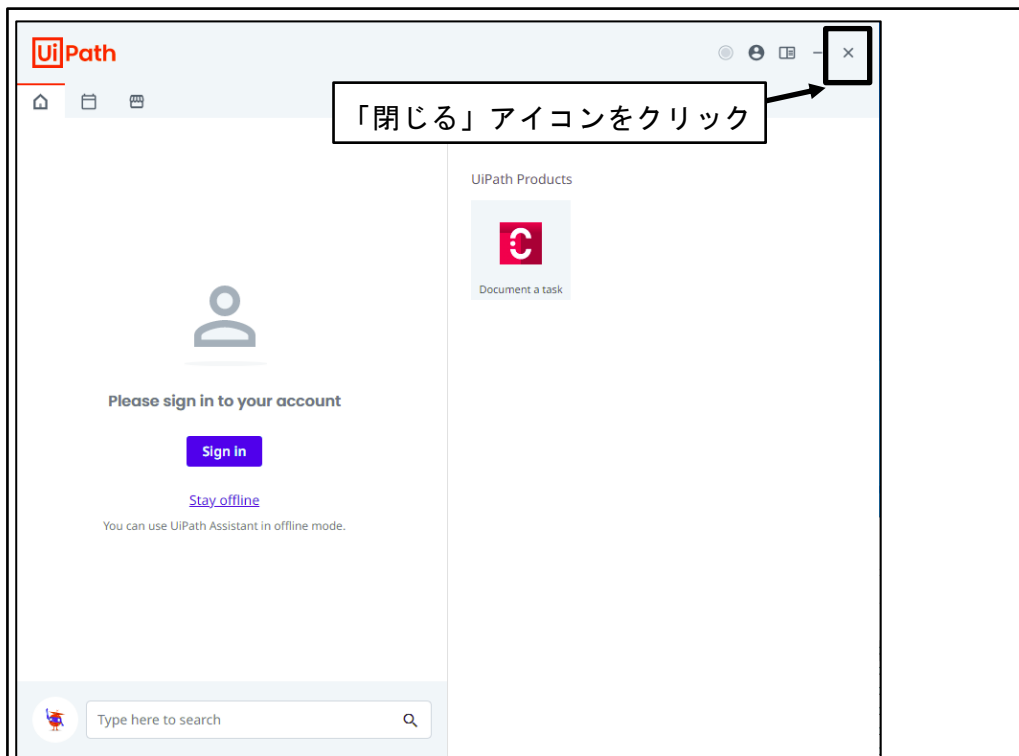 UiPath
「閉じる」アイコンをクリック
UiPath Products
Document a task
Please sign in to your account
Sign in
Stay offline
You can use UiPath Assistant in offline mode.
Type here to search